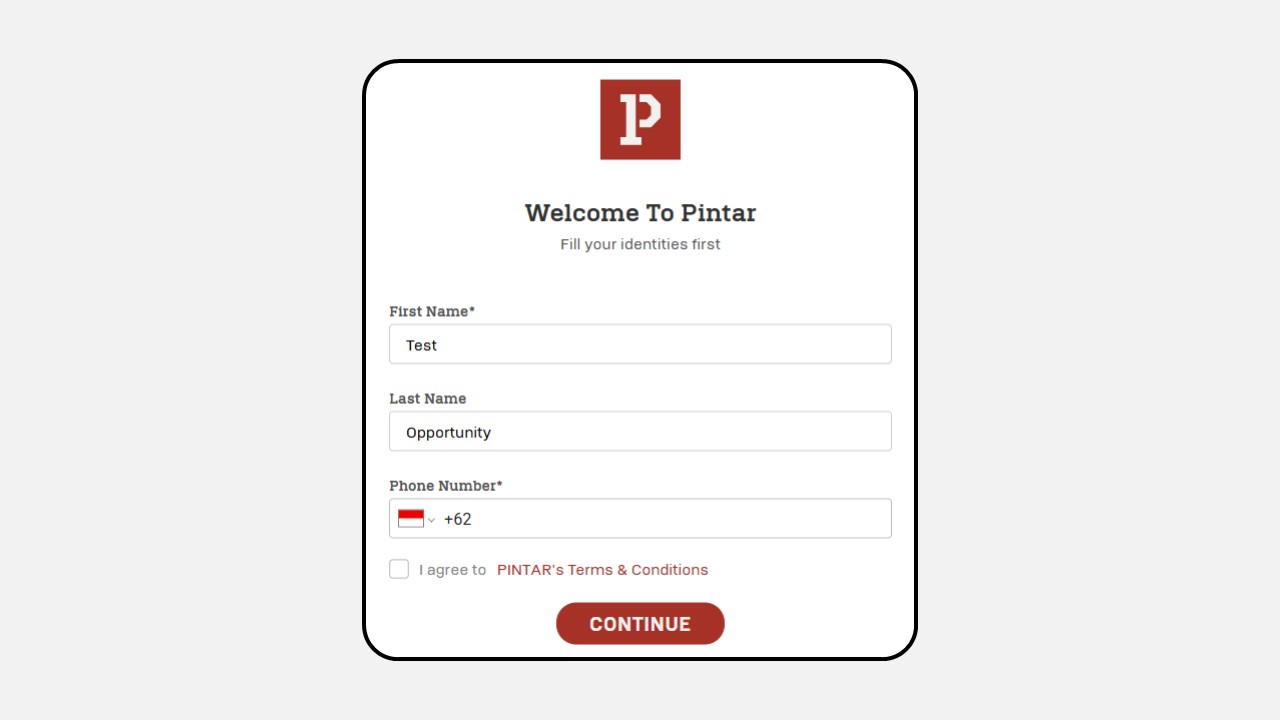 P
Welcome To Pintar
Fill your identities first
First Name*
Test
Last Name
Opportunity
Phone Number*
+62
I agree to PINTAR's Terms & Conditions
CONTINUE